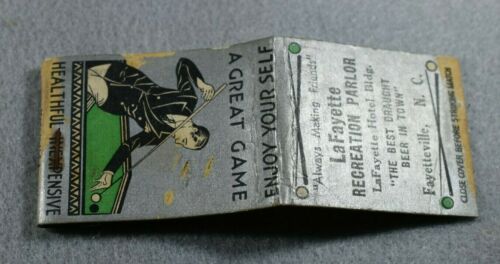 HEALTHFUL - INEXPENSIVE
A GREAT GAME
ENJOY YOURSELF
"Always Making Friends"
LaFayette
RECREATION PARLOR
LaFayette Hotel Bldg.
"THE BEST DRAUGHT
BEER IN TOWN"
Fayetteville, N. C.
CLOSE COVER BEFORE STRIKING MATCH